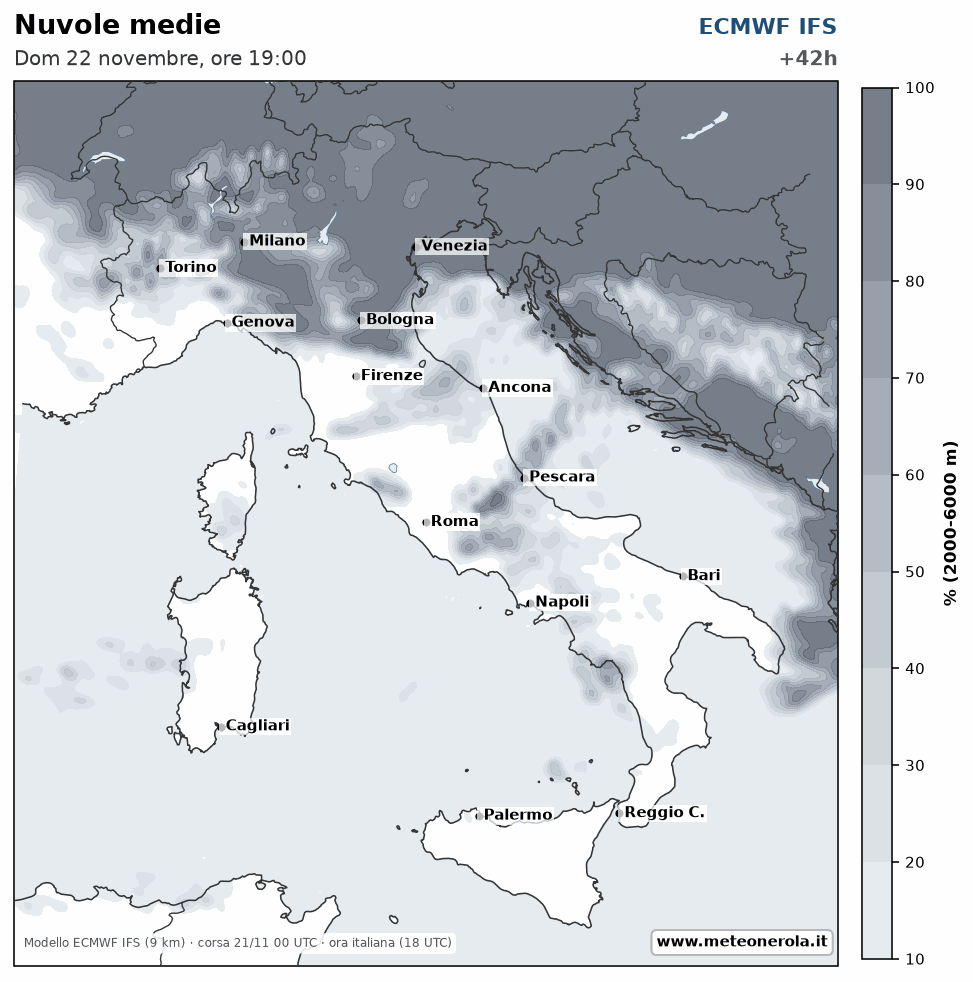 Nuvole medie
ECMWF IFS
Dom 22 novembre, ore 19:00
+42h
Milano
Venezia
Torino
Genova
Bologna
Firenze
Ancona
Pescara
Roma
Bari
Napoli
Cagliari
Palermo
Reggio C.
100
90
80
70
60
50
40
30
20
10
% (2000-6000 m)
Modello ECMWF IFS (9 km) · corsa 21/11 00 UTC · ora italiana (18 UTC)
www.meteonerola.it